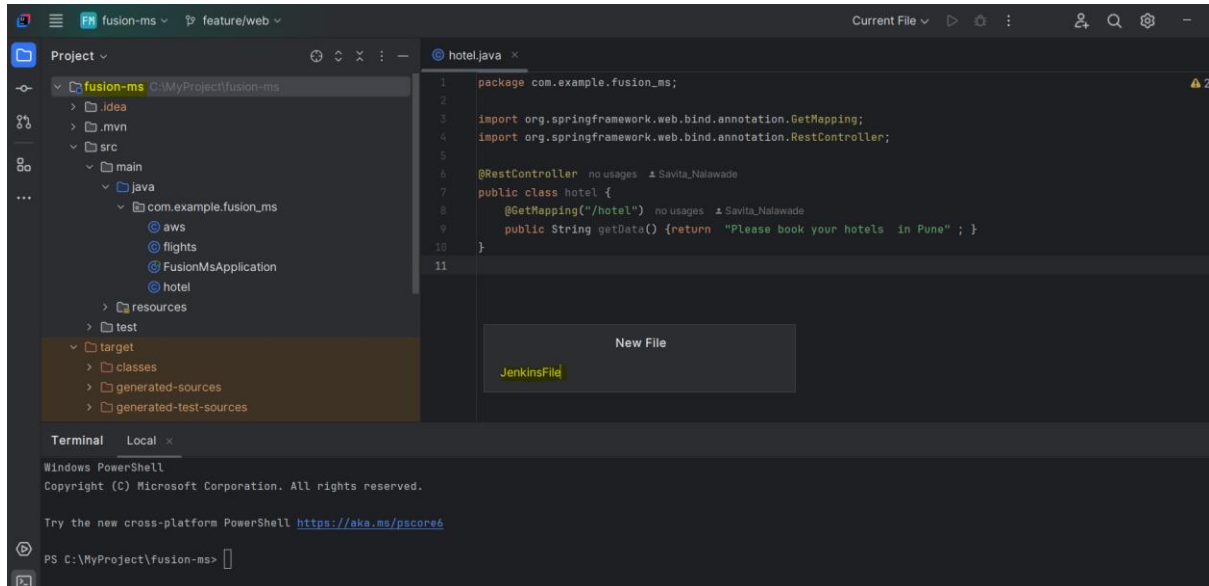 FM fusion-ms feature/web Current File
Project
hotel.java
fusion-ms C:\MyProject\fusion-ms
.idea
.mvn
src
main
java
com.example.fusion_ms
aws
flights
FusionMsApplication
hotel
resources
test
target
classes
generated-sources
generated-test-sources
1 package com.example.fusion_ms;
2
3 import org.springframework.web.bind.annotation.GetMapping;
4 import org.springframework.web.bind.annotation.RestController;
5
6 @RestController no usages Savita_Nalawade
7 public class hotel {
8 @GetMapping("/hotel") no usages Savita_Nalawade
9 public String getData() {return "Please book your hotels in Pune" ; }
10 }
11
2
New File
JenkinsFile
Terminal Local
Windows PowerShell
Copyright (C) Microsoft Corporation. All rights reserved.
Try the new cross-platform PowerShell https://aka.ms/pscore6
PS C:\MyProject\fusion-ms>